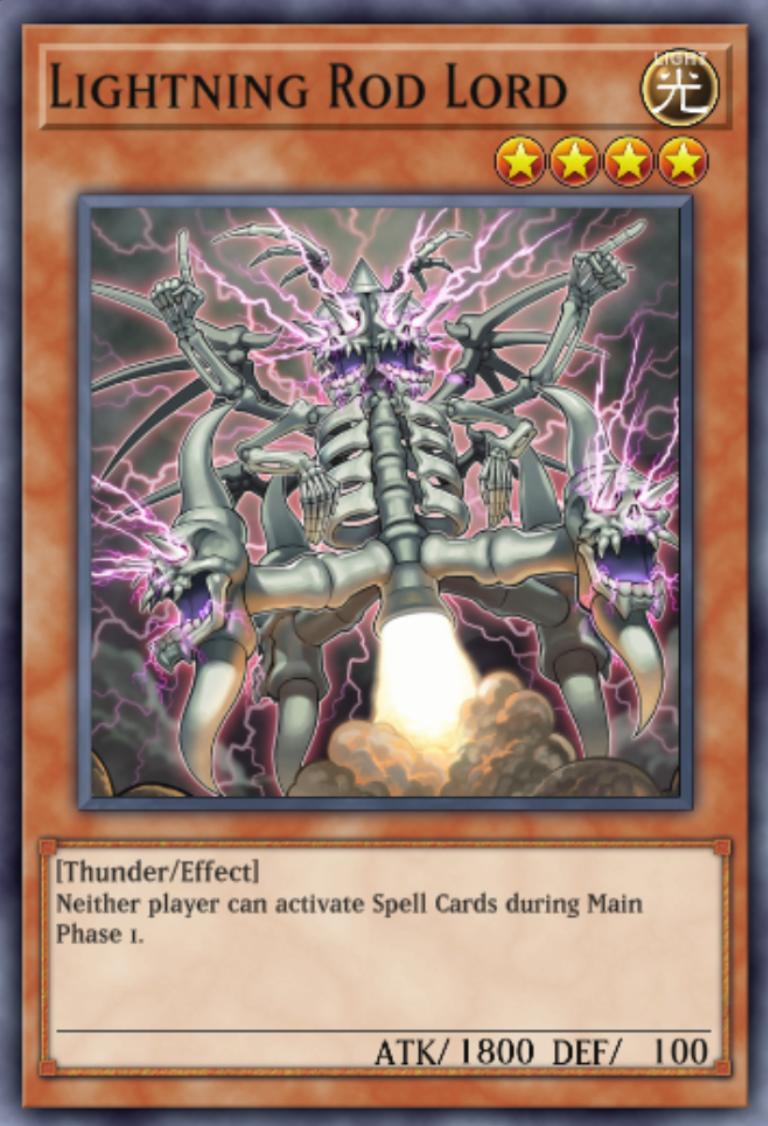 Lightning Rod Lord
LIGHT
光
[Thunder/Effect]
Neither player can activate Spell Cards during Main
Phase 1.
ATK/ 1800 DEF/ 100